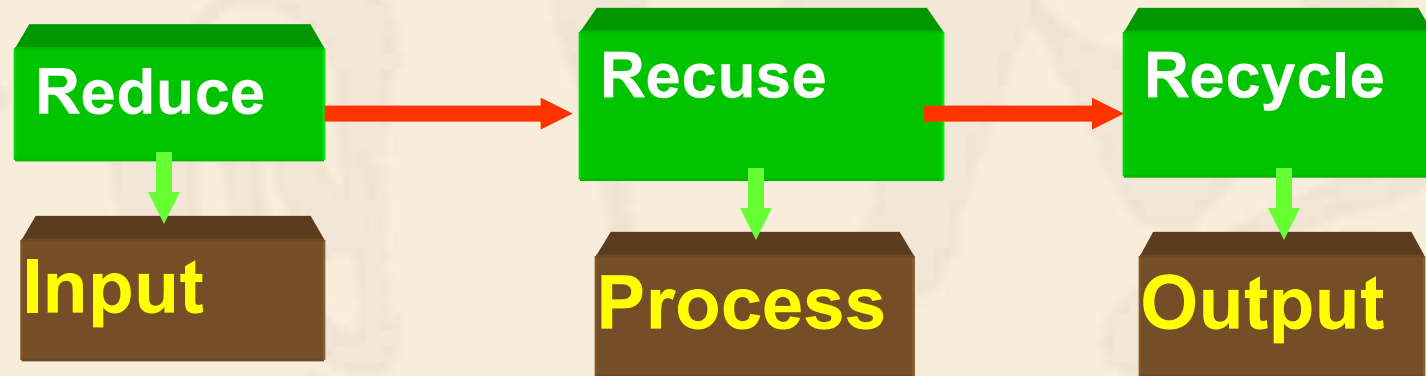 Reduce
Recuse
Recycle
Input
Process
Output